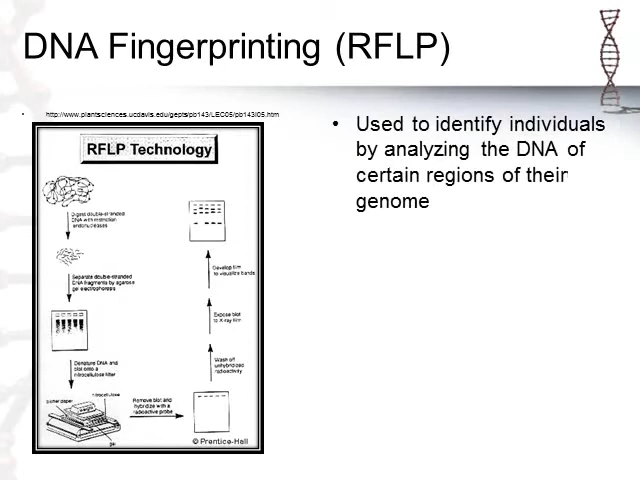 DNA Fingerprinting (RFLP)
• http://www.plantsciences.ucdavis.edu/gepts/pb143/LEC05/pb143l05.htm
RFLP Technology
Digest double-stranded
DNA with restriction
endonucleases
Separate double-stranded
DNA fragments by agarose
gel electrophoresis
Denature DNA and
blot onto a
nitrocellulose filter
paper
nitrocellulose
gel
Remove blot and
hybridize with a
radioactive probe
Wash off
unhybridized
radioactivity
Expose blot
to X-ray film
Develop film
to visualize bands
© Prentice-Hall
• Used to identify individuals
by analyzing the DNA of
certain regions of their
genome